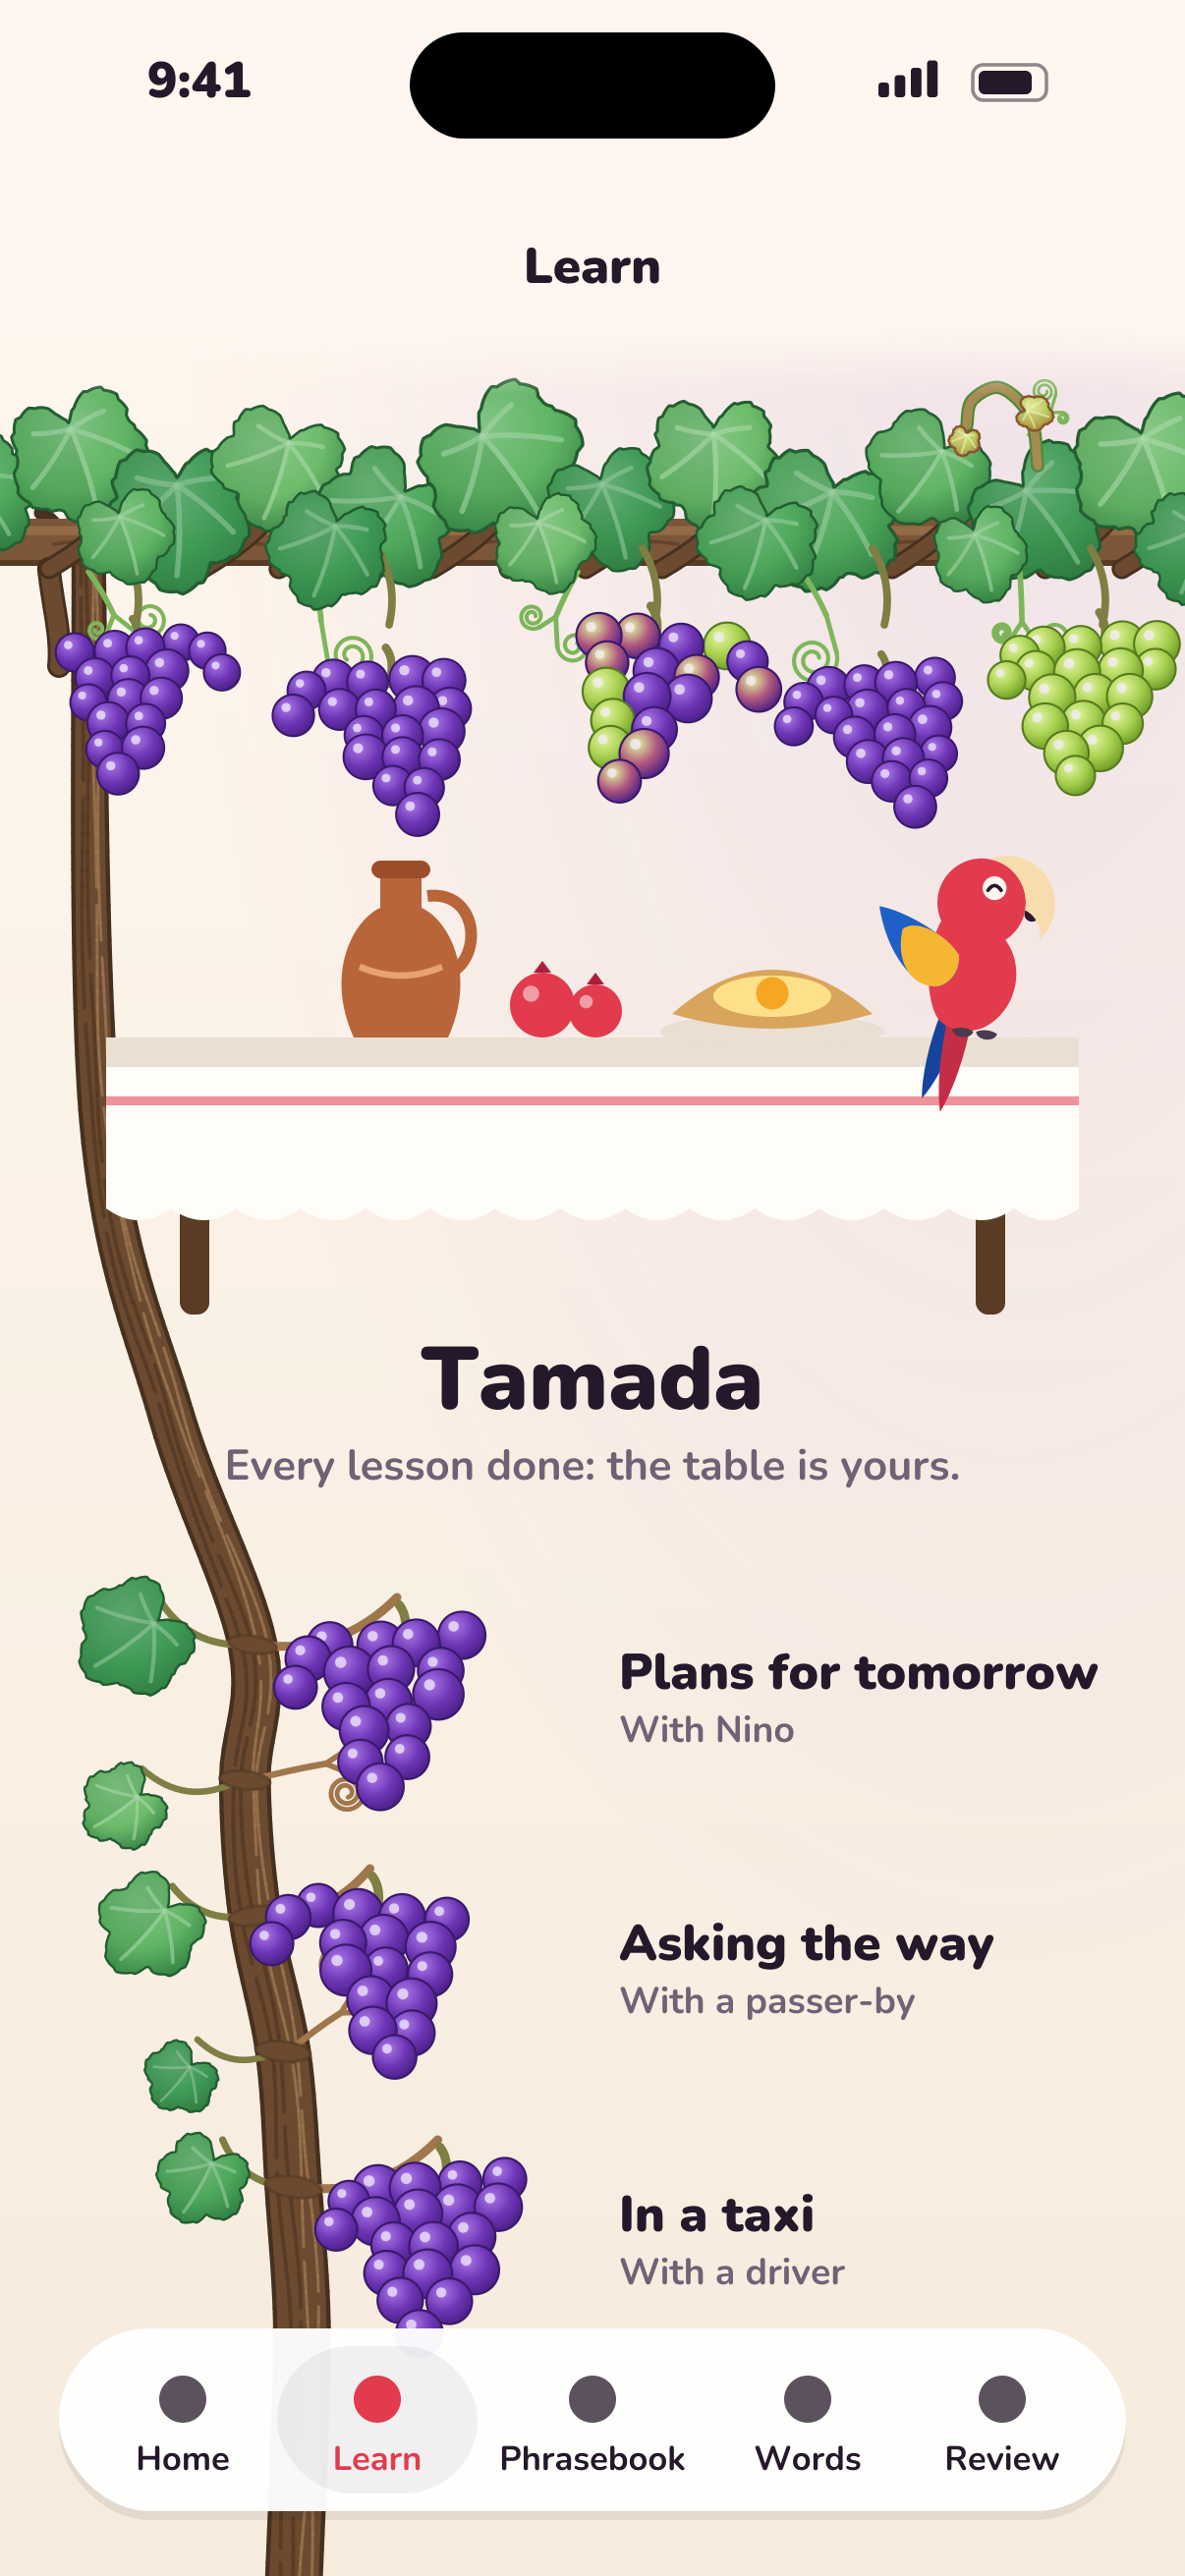 9:41
Learn
Tamada
Every lesson done: the table is yours.
Plans for tomorrow
With Nino
Asking the way
With a passer-by
In a taxi
With a driver
Home
Learn
Phrasebook
Words
Review